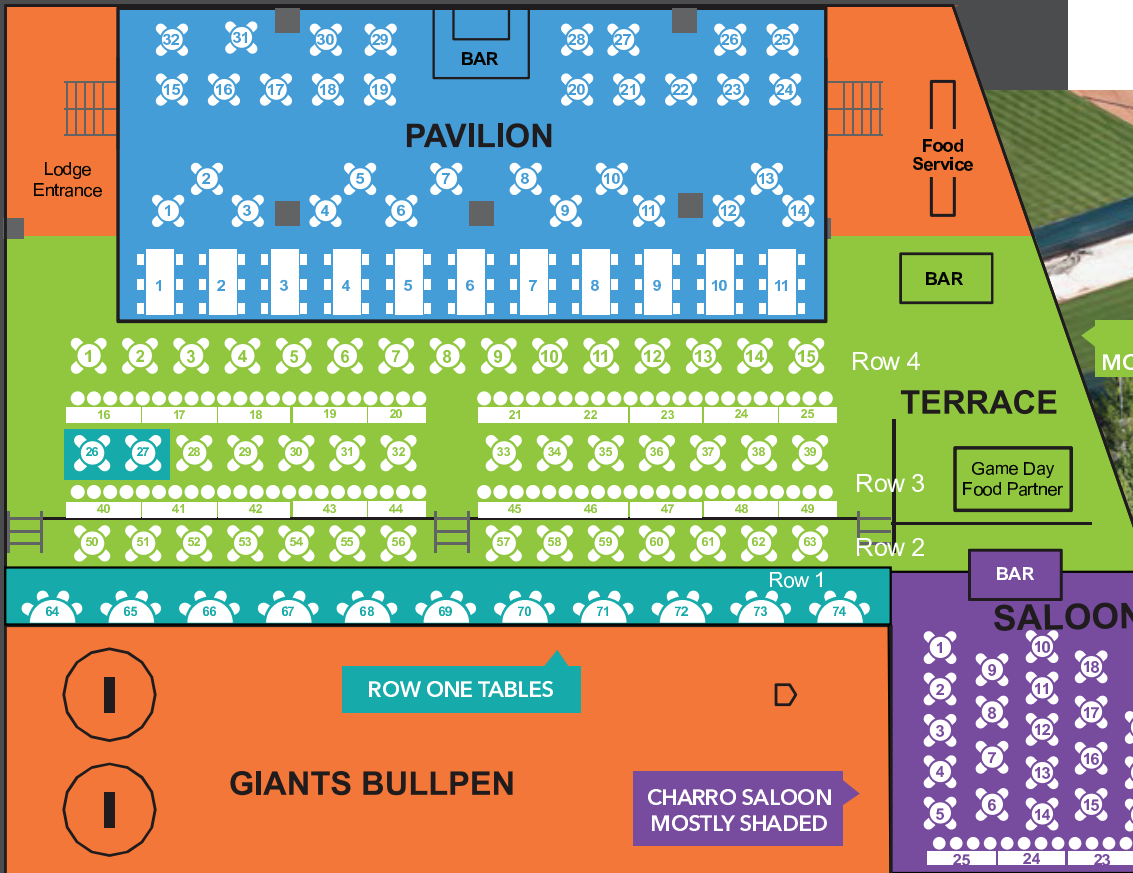 32 31 30 29 28 27 26 25
BAR
15 16 17 18 19 20 21 22 23 24
PAVILION
Food
Service
Lodge
Entrance
2 5 7 8 10 13
1 3 4 6 9 11 12 14
1 2 3 4 5 6 7 8 9 10 11
BAR
1 2 3 4 5 6 7 8 9 10 11 12 13 14 15 Row 4
MO
TERRACE
16 17 18 19 20 21 22 23 24 25
26 27 28 29 30 31 32 33 34 35 36 37 38 39
Game Day
Food Partner
Row 3
40 41 42 43 44 45 46 47 48 49
50 51 52 53 54 55 56 57 58 59 60 61 62 63 Row 2
BAR
Row 1
64 65 66 67 68 69 70 71 72 73 74
SALOON
1 10
9 18
2 11
8 17
3 12
7 16
4 13
6 15
5 14
25 24 23
ROW ONE TABLES
GIANTS BULLPEN
CHARRO SALOON
MOSTLY SHADED